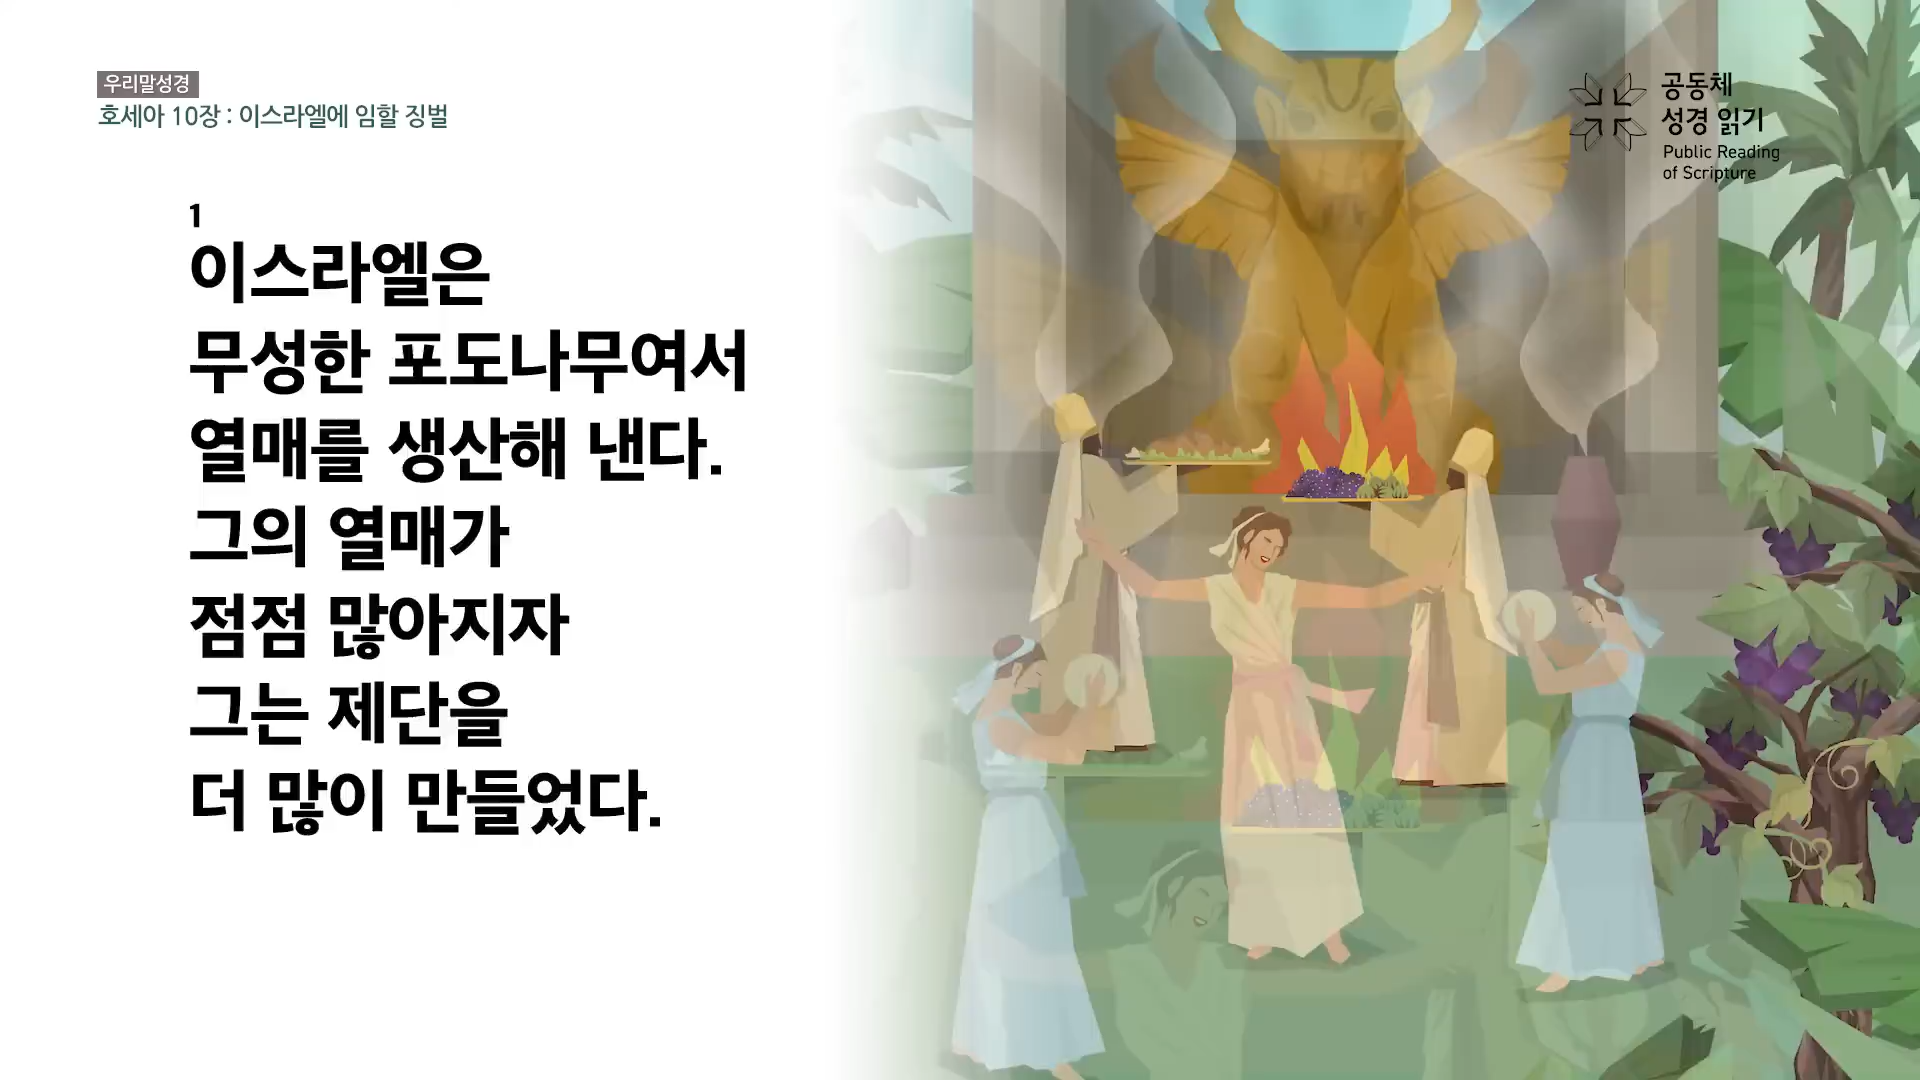 우리말성경
호세아 10장 : 이스라엘에 임할 징벌
공동체
성경 읽기
Public Reading
of Scripture
1
이스라엘은
무성한 포도나무여서
열매를 생산해 낸다.
그의 열매가
점점 많아지자
그는 제단을
더 많이 만들었다.